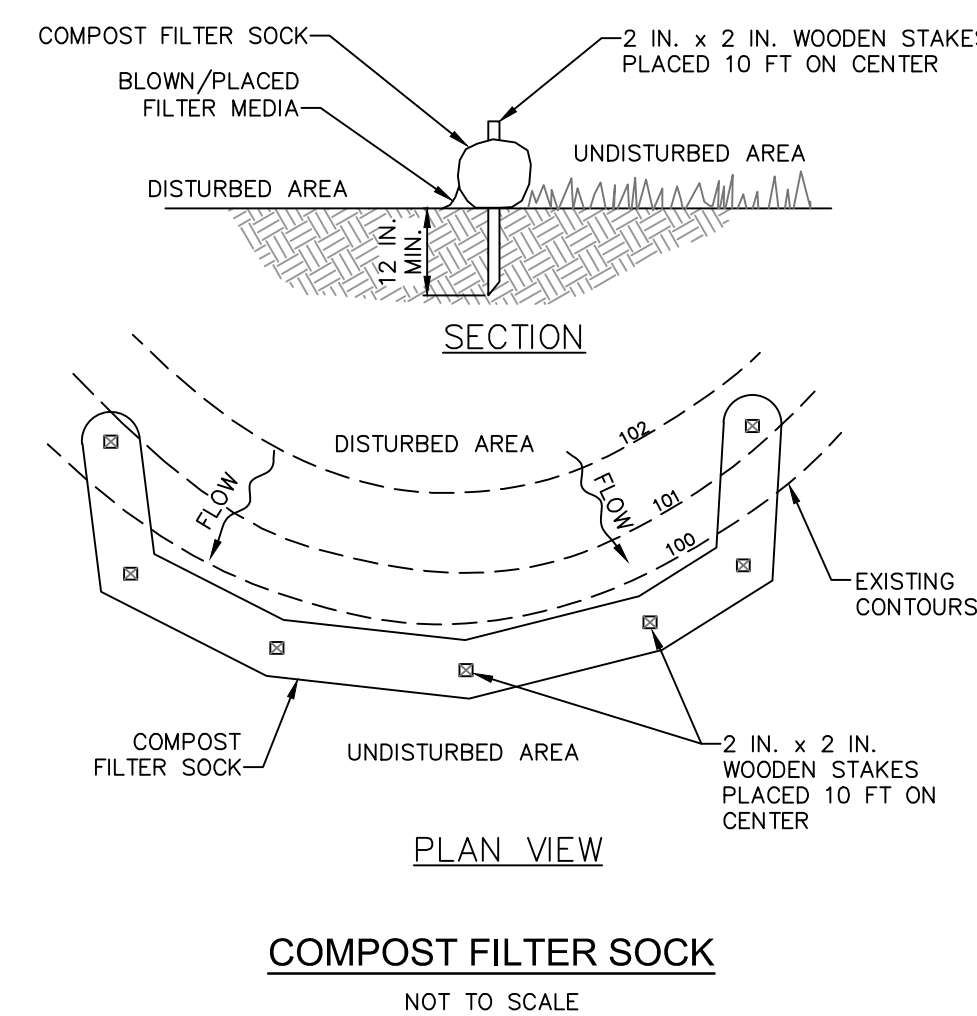 COMPOST FILTER SOCK
2 IN. x 2 IN. WOODEN STAKES
PLACED 10 FT ON CENTER
BLOWN/PLACED
FILTER MEDIA
UNDISTURBED AREA
DISTURBED AREA
12 IN.
MIN.
SECTION
DISTURBED AREA
102
FLOW
FLOW
101
100
EXISTING
CONTOURS
COMPOST
FILTER SOCK
UNDISTURBED AREA
2 IN. x 2 IN.
WOODEN STAKES
PLACED 10 FT ON
CENTER
PLAN VIEW
COMPOST FILTER SOCK
NOT TO SCALE